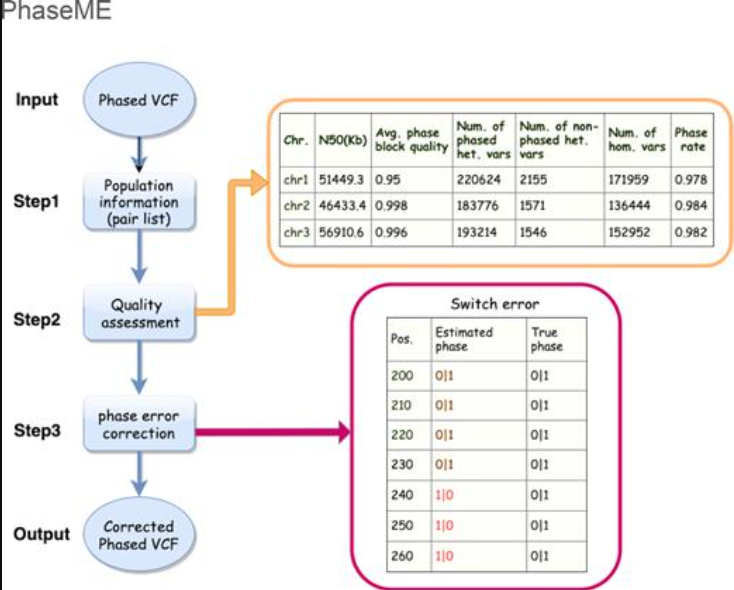 PhaseME
Input
Phased VCF
Step1
Population
information
(pair list)
Step2
Quality
assessment
Step3
phase error
correction
Output
Corrected
Phased VCF
Chr. N50(Kb) Avg. phase block quality Num. of phased het. vars Num. of non-phased het. vars Num. of hom. vars Phase rate
chr1 51449.3 0.95 220624 2155 171959 0.978
chr2 46433.4 0.998 183776 1571 136444 0.984
chr3 56910.6 0.996 193214 1546 152952 0.982
Switch error
Pos. Estimated phase True phase
200 0|1 0|1
210 0|1 0|1
220 0|1 0|1
230 0|1 0|1
240 1|0 0|1
250 1|0 0|1
260 1|0 0|1